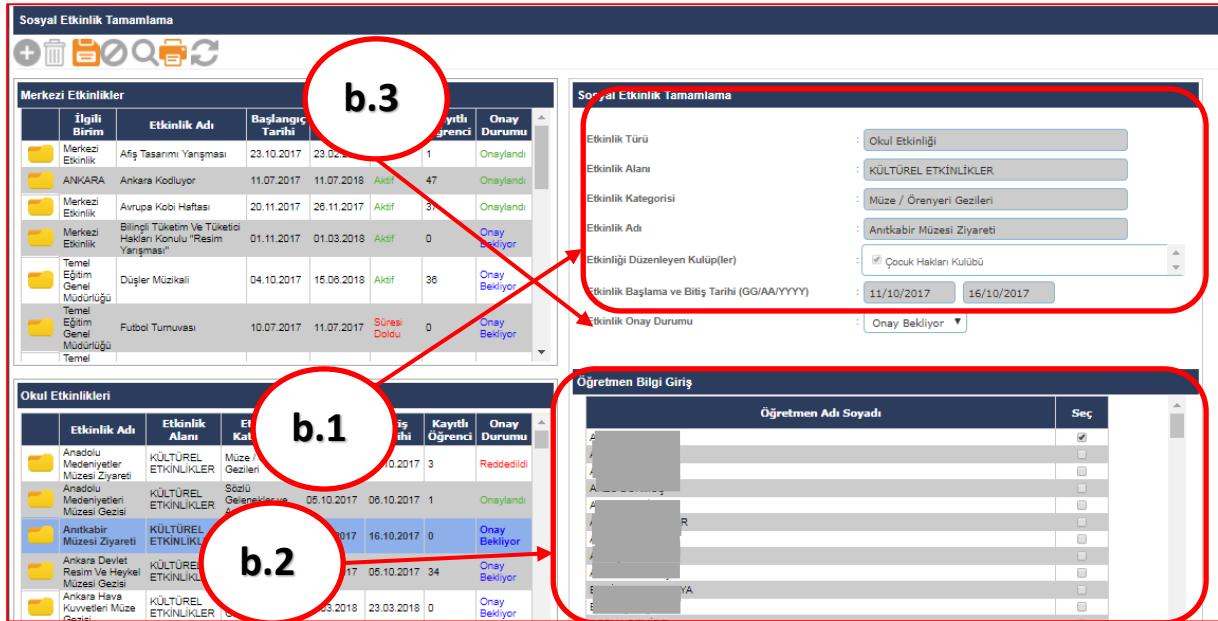 Sosyal Etkinlik Tamamlama
b.3
Merkezi Etkinlikler
İlgili Birim Etkinlik Adı Başlangıç Tarihi Kayıtlı Öğrenci Onay Durumu
Merkezi Etkinlik Afiş Tasarımı Yarışması 23.10.2017 1 Onaylandı
ANKARA Ankara Kodluyor 11.07.2017 11.07.2018 Aktif 47 Onaylandı
Merkezi Etkinlik Avrupa Kobi Haftası 20.11.2017 26.11.2017 Aktif Onaylandı
Merkezi Etkinlik Bilinçli Tüketim Ve Tüketici Hakları Konulu "Resim Yarışması" 01.11.2017 01.03.2018 Aktif 0 Onay Bekliyor
Temel Eğitim Genel Müdürlüğü Düşler Müzikali 04.10.2017 15.06.2018 Aktif 36 Onay Bekliyor
Temel Eğitim Genel Müdürlüğü Futbol Turnuvası 10.07.2017 11.07.2017 Süresi Doldu 0 Onay Bekliyor
Temel
Sosyal Etkinlik Tamamlama
Etkinlik Türü : Okul Etkinliği
Etkinlik Alanı : KÜLTÜREL ETKİNLİKLER
Etkinlik Kategorisi : Müze / Örenyeri Gezileri
Etkinlik Adı : Anıtkabir Müzesi Ziyareti
Etkinliği Düzenleyen Kulüp(ler) : Çocuk Hakları Kulübü
Etkinlik Başlama ve Bitiş Tarihi (GG/AA/YYYY) : 11/10/2017 16/10/2017
Etkinlik Onay Durumu : Onay Bekliyor
b.1
b.2
Okul Etkinlikleri
Etkinlik Adı Etkinlik Alanı Kayıtlı Öğrenci Onay Durumu
Anadolu Medeniyetler Müzesi Ziyareti KÜLTÜREL ETKİNLİKLER Müze / Gezileri 3 Reddedildi
Anadolu Medeniyetleri Müzesi Gezisi KÜLTÜREL ETKİNLİKLER Sözlü Gelenekler ve 05.10.2017 06.10.2017 1 Onaylandı
Anıtkabir Müzesi Ziyareti KÜLTÜREL 16.10.2017 0 Onay Bekliyor
Ankara Devlet Resim Ve Heykel Müzesi Gezisi 05.10.2017 34 Onay Bekliyor
Ankara Hava Kuvvetleri Müze Gezisi KÜLTÜREL ETKİNLİKLER 23.03.2018 0 Onay Bekliyor
Öğretmen Bilgi Giriş
Öğretmen Adı Soyadı Seç